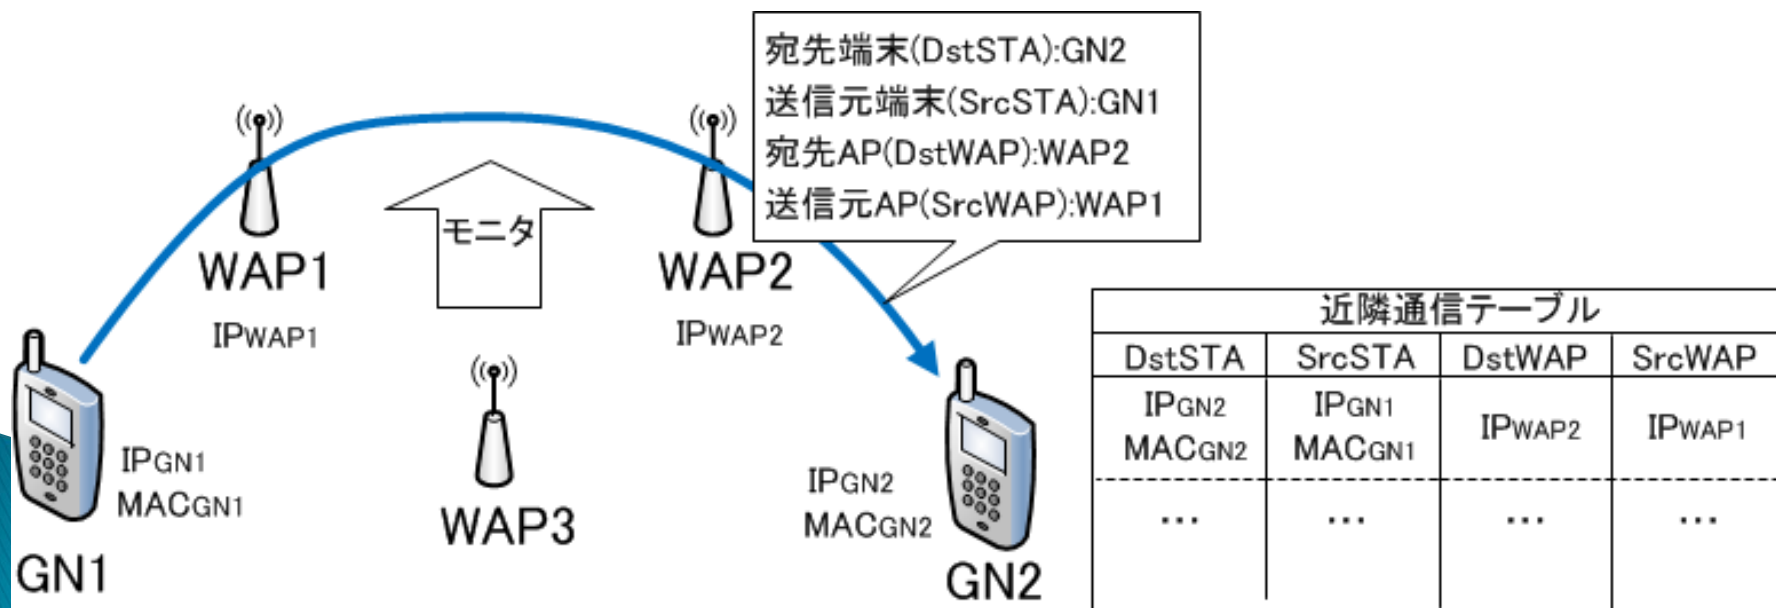 宛先端末(DstSTA):GN2
送信元端末(SrcSTA):GN1
宛先AP(DstWAP):WAP2
送信元AP(SrcWAP):WAP1
モニタ
WAP1
IPWAP1
WAP2
IPWAP2
WAP3
IPGN1
MACGN1
GN1
IPGN2
MACGN2
GN2
近隣通信テーブル
DstSTA SrcSTA DstWAP SrcWAP
IPGN2 IPGN1 IPWAP2 IPWAP1
MACGN2 MACGN1
... ... ... ...